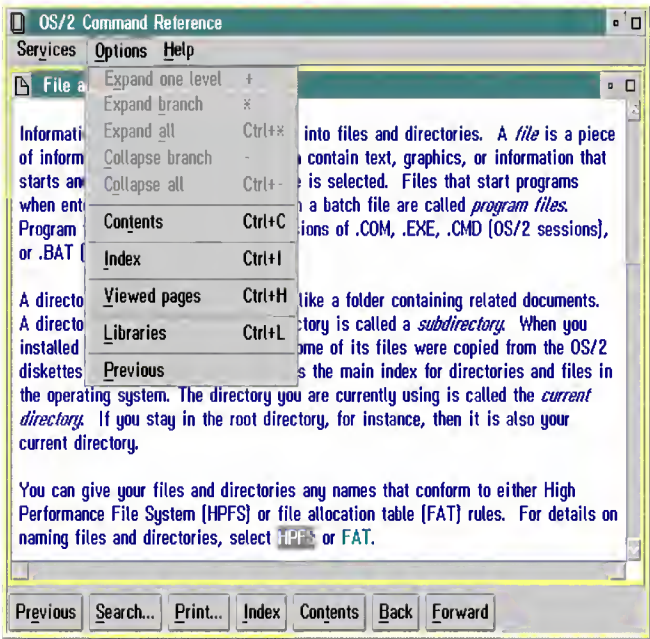 OS/2 Command Reference
Services Options Help
File a
Expand one level +
Expand branch *
Expand all Ctrl+*
Collapse branch -
Collapse all Ctrl+-
Contents Ctrl+C
Index Ctrl+I
Viewed pages Ctrl+H
Libraries Ctrl+L
Previous
Informati into files and directories. A file is a piece
of inform contain text, graphics, or information that
starts an is selected. Files that start programs
when ent a batch file are called program files.
Program ions of .COM, .EXE, .CMD (OS/2 sessions),
or .BAT (
A directo like a folder containing related documents.
A directo tory is called a subdirectory. When you
installed ome of its files were copied from the OS/2
diskettes s the main index for directories and files in
the operating system. The directory you are currently using is called the current
directory. If you stay in the root directory, for instance, then it is also your
current directory.
You can give your files and directories any names that conform to either High
Performance File System (HPFS) or file allocation table (FAT) rules. For details on
naming files and directories, select HPFS or FAT.
Previous Search... Print... Index Contents Back Forward